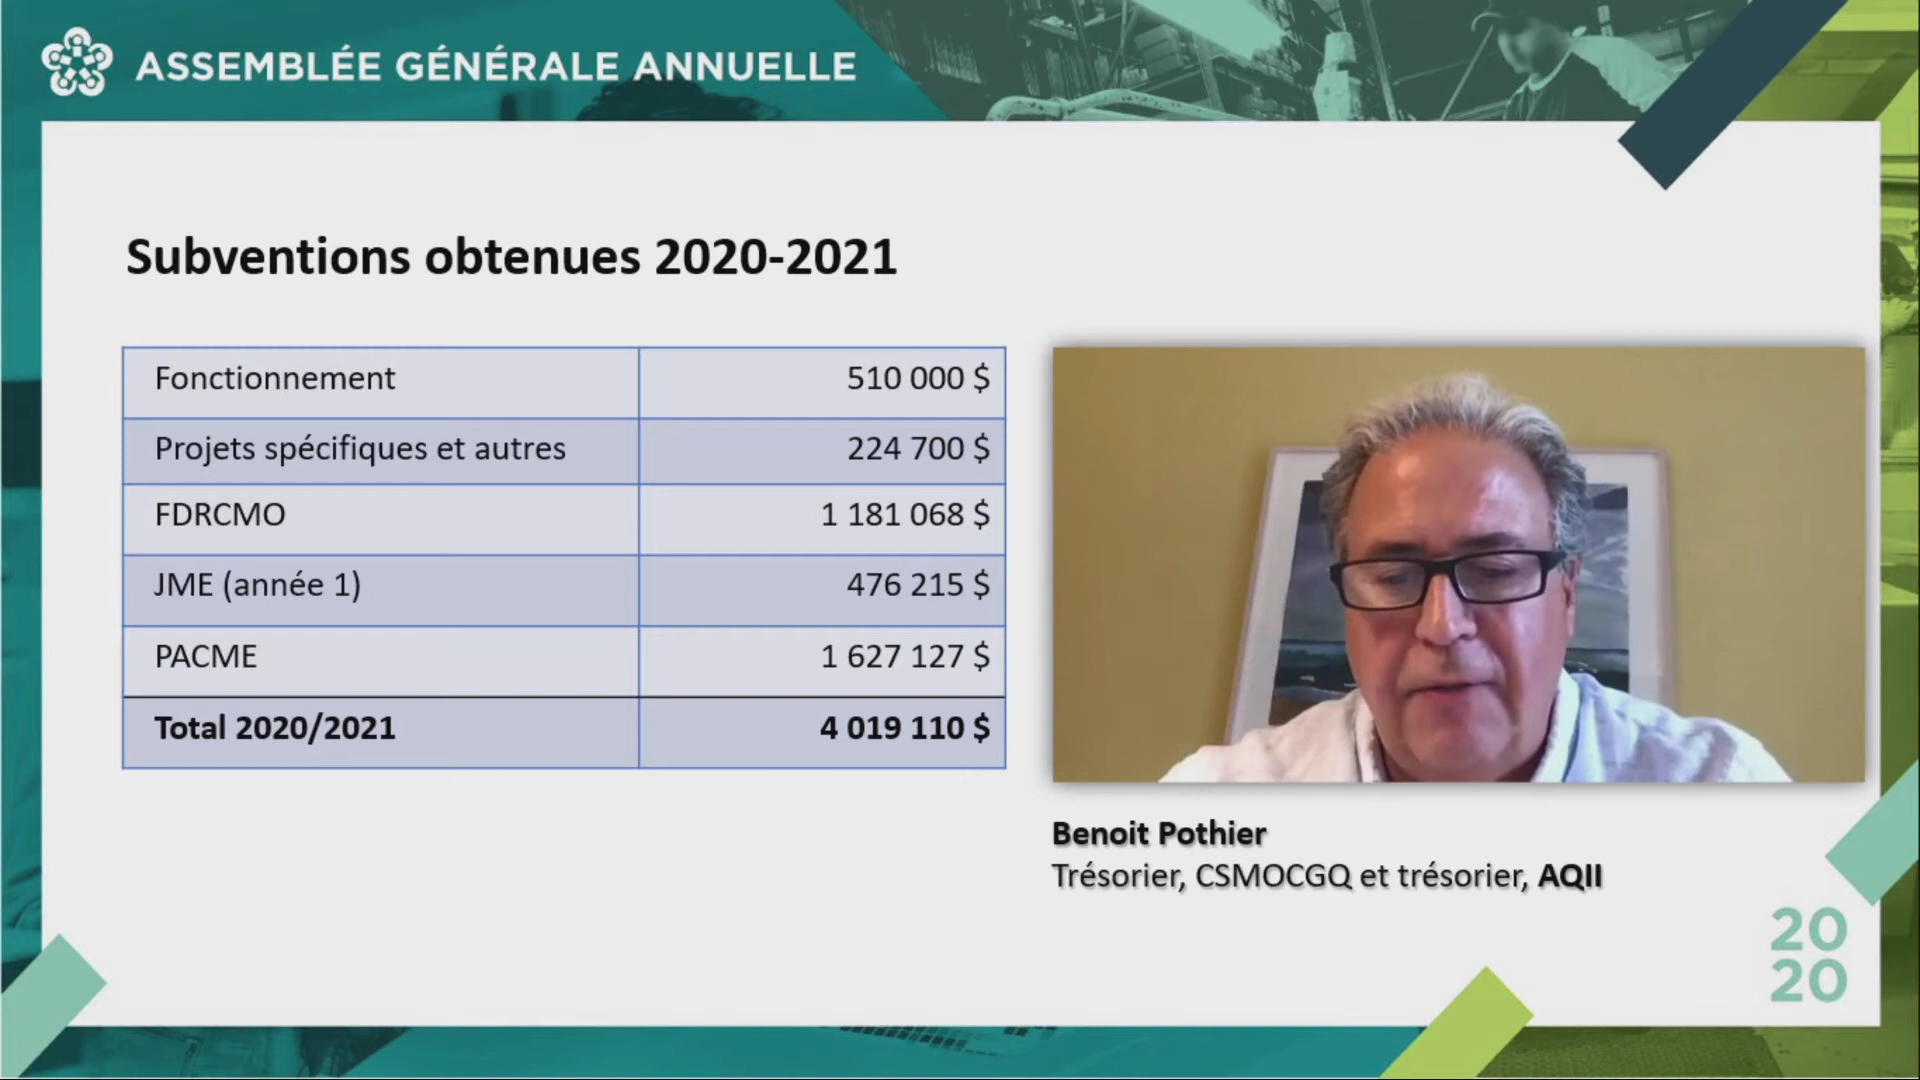 ASSEMBLÉE GÉNÉRALE ANNUELLE
Subventions obtenues 2020-2021
Fonctionnement 510 000 $
Projets spécifiques et autres 224 700 $
FDRCMO 1 181 068 $
JME (année 1) 476 215 $
PACME 1 627 127 $
Total 2020/2021 4 019 110 $
Benoit Pothier
Trésorier, CSMOCGQ et trésorier, AQII
20
20